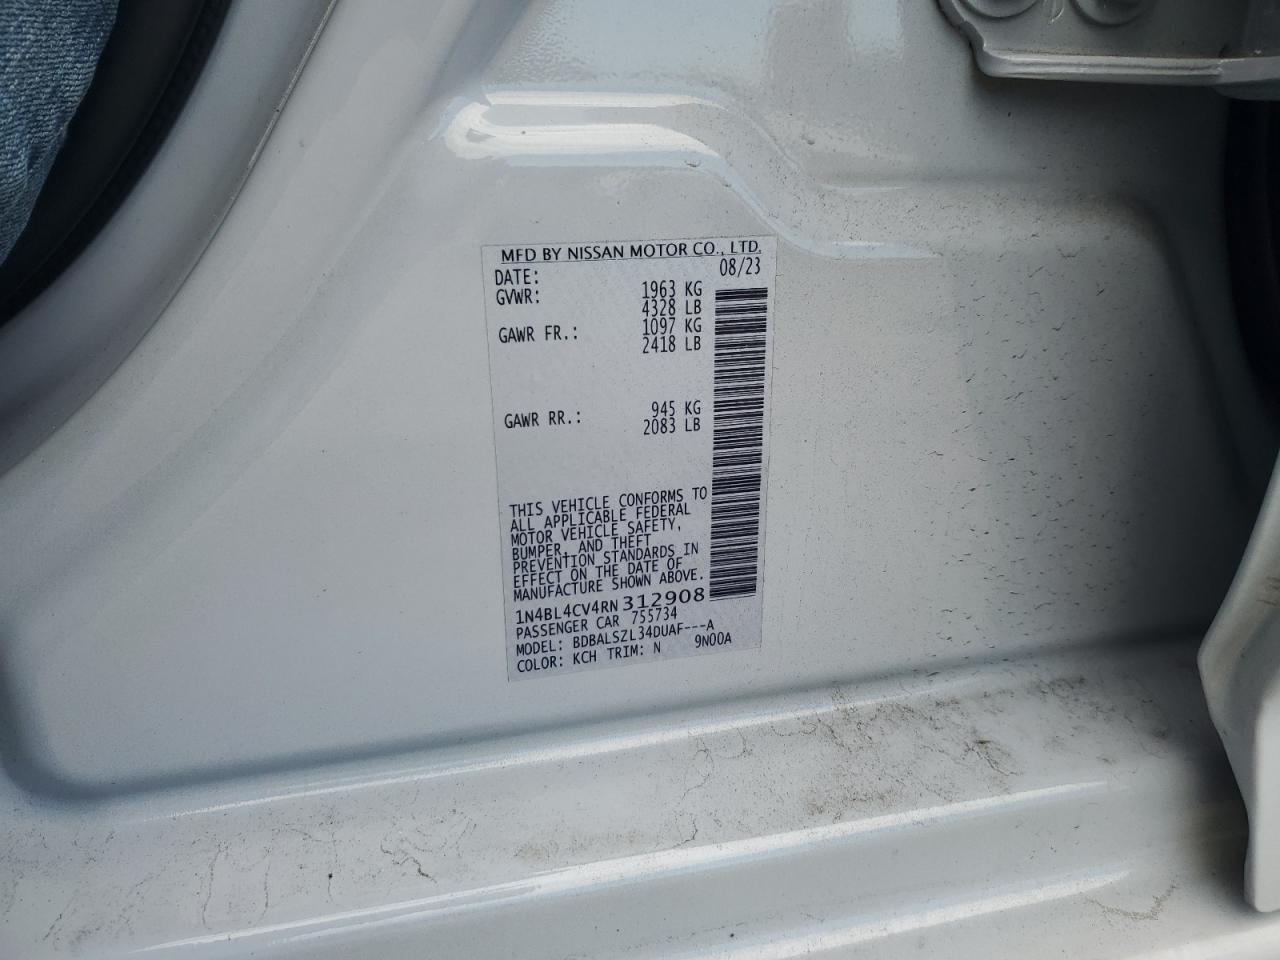 MFD BY NISSAN MOTOR CO., LTD.
DATE: 08/23
GVWR: 1963 KG
4328 LB
GAWR FR.: 1097 KG
2418 LB
GAWR RR.: 945 KG
2083 LB
THIS VEHICLE CONFORMS TO
ALL APPLICABLE FEDERAL
MOTOR VEHICLE SAFETY,
BUMPER, AND THEFT
PREVENTION STANDARDS IN
EFFECT ON THE DATE OF
MANUFACTURE SHOWN ABOVE.
1N4BL4CV4RN312908
PASSENGER CAR 755734
MODEL: BDBALSZL34DUAF---A
COLOR: KCH TRIM: N 9N00A